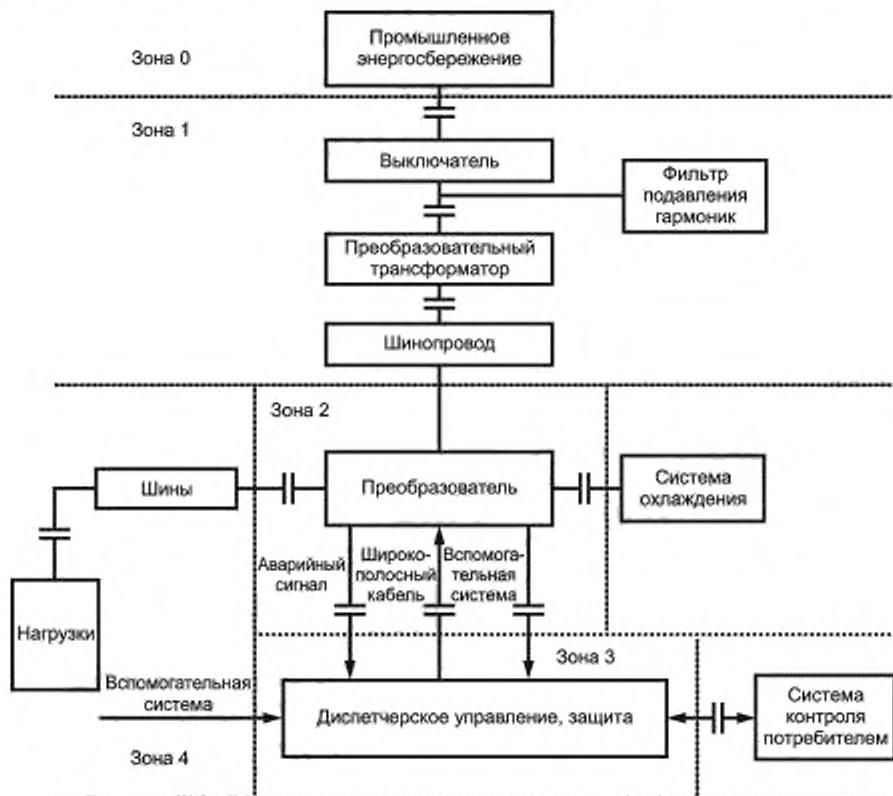 Промышленное
энергосбережение
Зона 0
Зона 1
Выключатель
Фильтр
подавления
гармоник
Преобразовательный
трансформатор
Шинопровод
Зона 2
Шины
Преобразователь
Система
охлаждения
Аварийный
сигнал
Широко-
полосный
кабель
Вспомога-
тельная
система
Нагрузки
Зона 3
Вспомогательная
система
Диспетчерское управление, защита
Система
контроля
потребителем
Зона 4